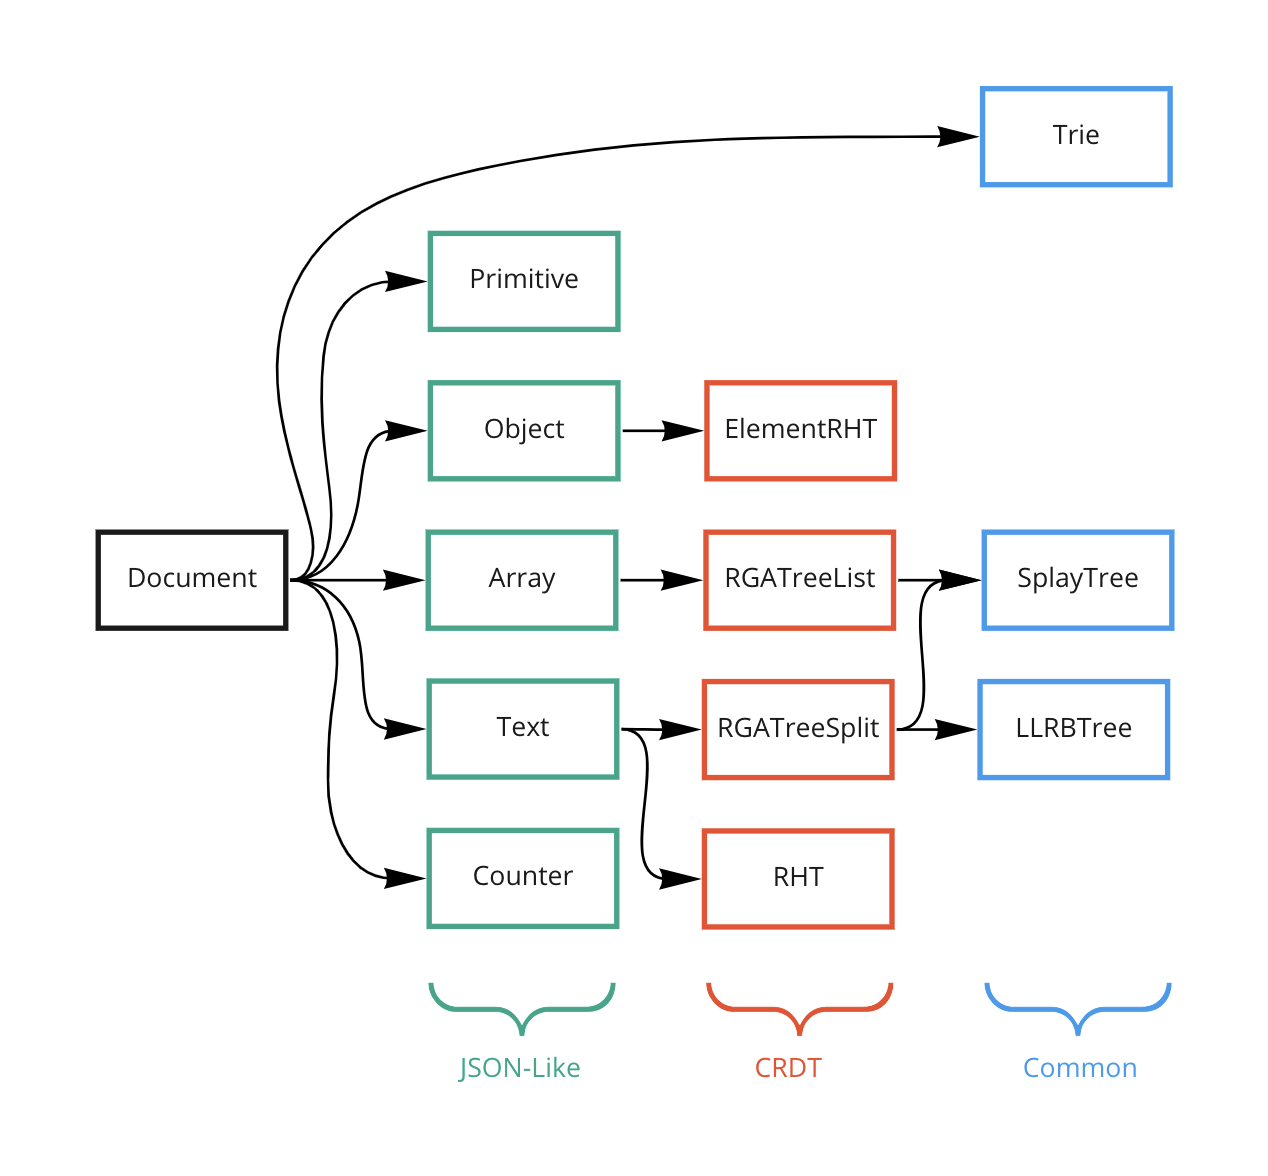 Trie
Primitive
Object
ElementRHT
Document
Array
RGATreeList
SplayTree
Text
RGATreeSplit
LLRBTree
Counter
RHT
JSON-Like
CRDT
Common